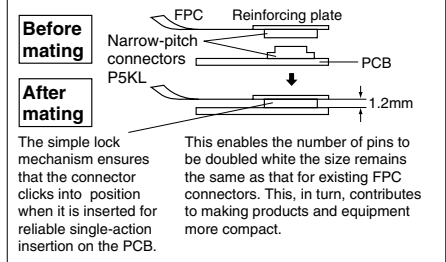 Before
mating
FPC
Reinforcing plate
Narrow-pitch
connectors
P5KL
PCB
After
mating
1.2mm
The simple lock
mechanism ensures
that the connector
clicks into position
when it is inserted for
reliable single-action
insertion on the PCB.
This enables the number of pins to
be doubled white the size remains
the same as that for existing FPC
connectors. This, in turn, contributes
to making products and equipment
more compact.